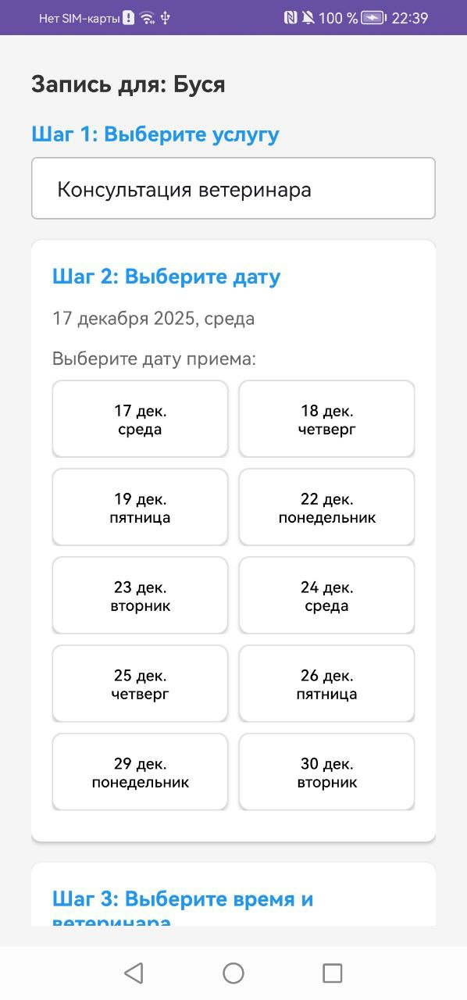 Нет SIM-карты 100 % 22:39
Запись для: Буся
Шаг 1: Выберите услугу
Консультация ветеринара
Шаг 2: Выберите дату
17 декабря 2025, среда
Выберите дату приема:
17 дек.
среда
18 дек.
четверг
19 дек.
пятница
22 дек.
понедельник
23 дек.
вторник
24 дек.
среда
25 дек.
четверг
26 дек.
пятница
29 дек.
понедельник
30 дек.
вторник
Шаг 3: Выберите время и
ветеринара